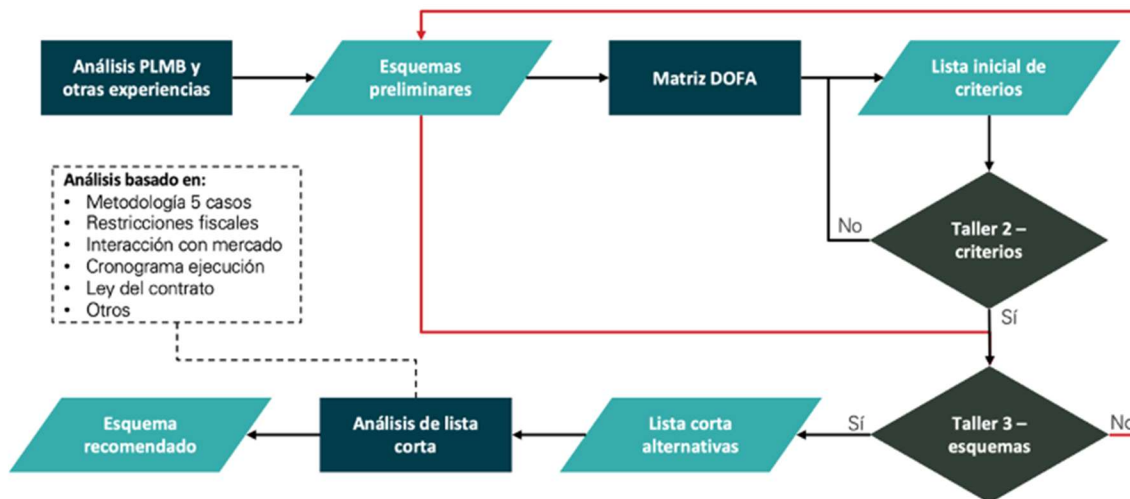 Análisis PLMB y
otras experiencias
Esquemas
preliminares
Matriz DOFA
Lista inicial de
criterios
Análisis basado en:
• Metodología 5 casos
• Restricciones fiscales
• Interacción con mercado
• Cronograma ejecución
• Ley del contrato
• Otros
No
Taller 2 –
criterios
Sí
Esquema
recomendado
Análisis de lista
corta
Lista corta
alternativas
Sí
Taller 3 –
esquemas
No